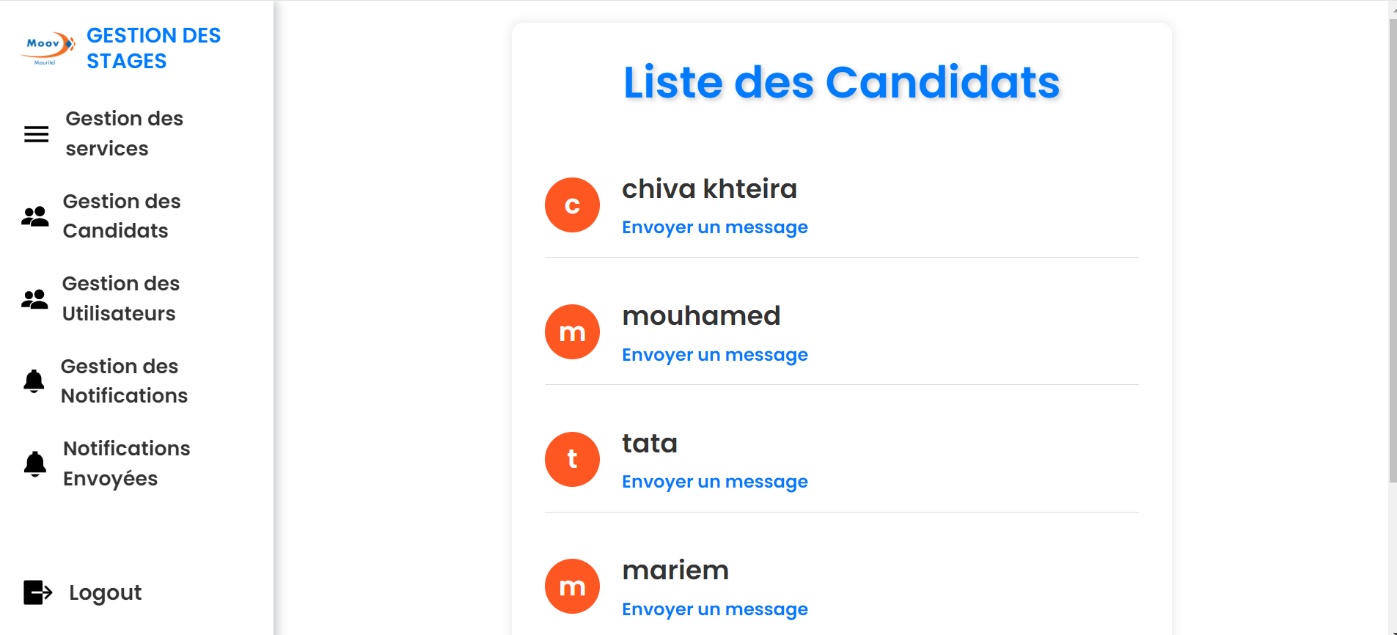 Moov
Mauritel
GESTION DES
STAGES
Gestion des
services
Gestion des
Candidats
Gestion des
Utilisateurs
Gestion des
Notifications
Notifications
Envoyées
Logout
Liste des Candidats
c
chiva khteira
Envoyer un message
m
mouhamed
Envoyer un message
t
tata
Envoyer un message
m
mariem
Envoyer un message